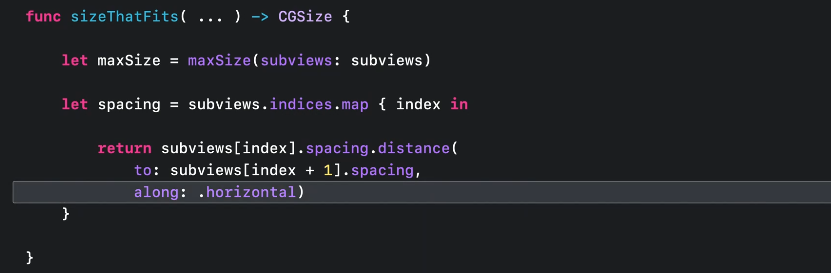 func sizeThatFits( ... ) -> CGSize {
let maxSize = maxSize(subviews: subviews)
let spacing = subviews.indices.map { index in
return subviews[index].spacing.distance(
to: subviews[index + 1].spacing,
along: .horizontal)
}
}